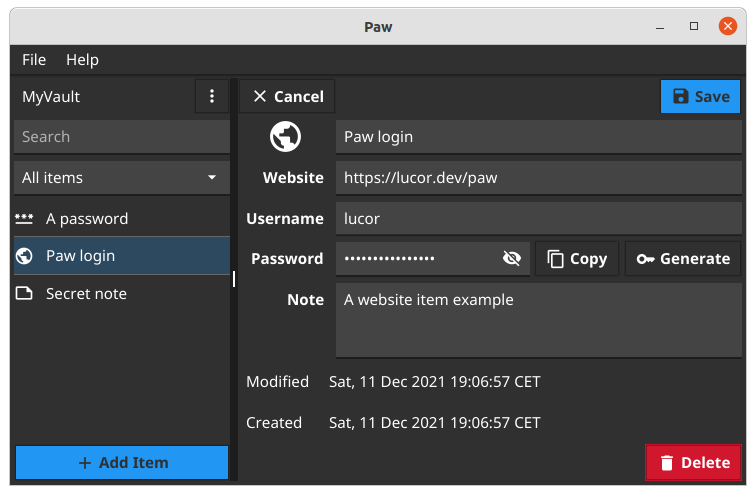 Paw
File Help
MyVault
Search
All items
A password
Paw login
Secret note
Add Item
Cancel
Save
Paw login
Website https://lucor.dev/paw
Username lucor
Password ••••••••••••••• Copy Generate
Note A website item example
Modified Sat, 11 Dec 2021 19:06:57 CET
Created Sat, 11 Dec 2021 19:06:57 CET
Delete